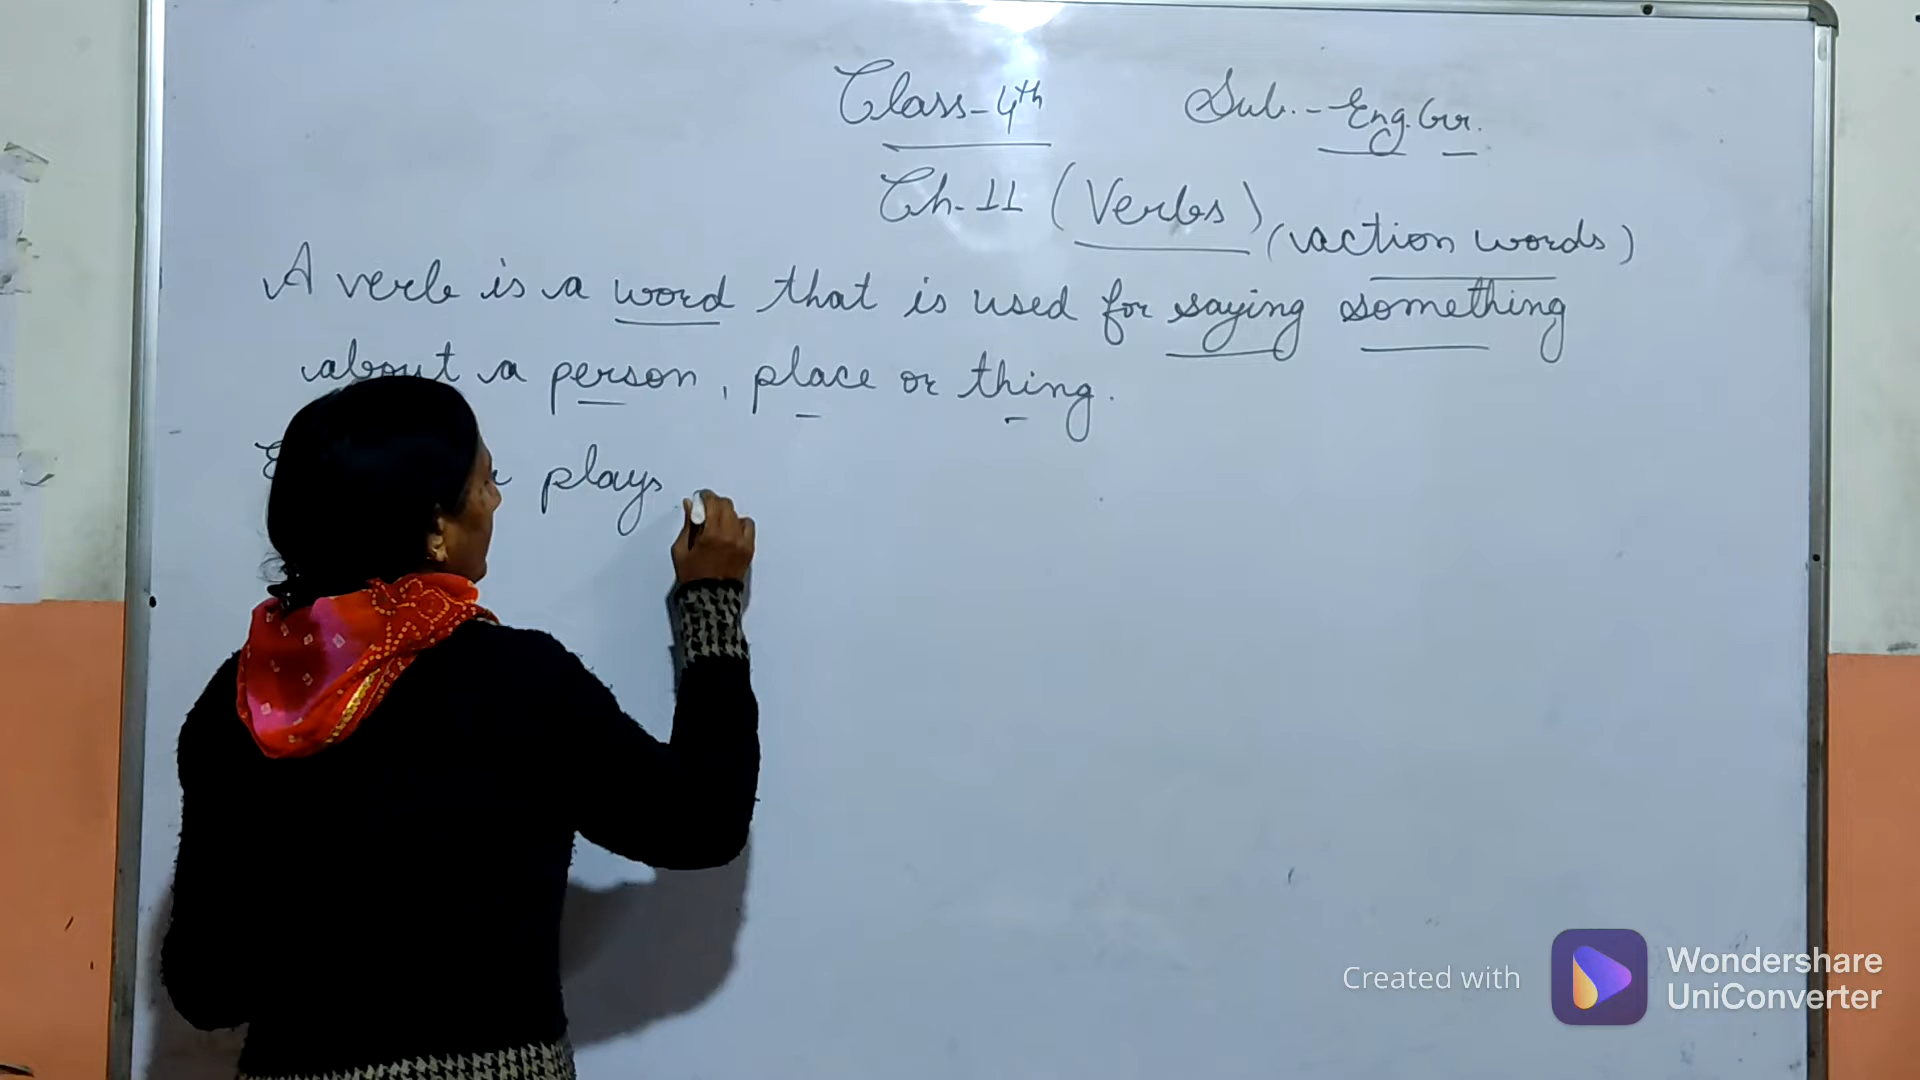 Class-4th Sub.-Eng.Gr.
Ch-11 (Verbs) (action words)
A verb is a word that is used for saying something
about a person, place or thing.
plays
Created with Wondershare
UniConverter